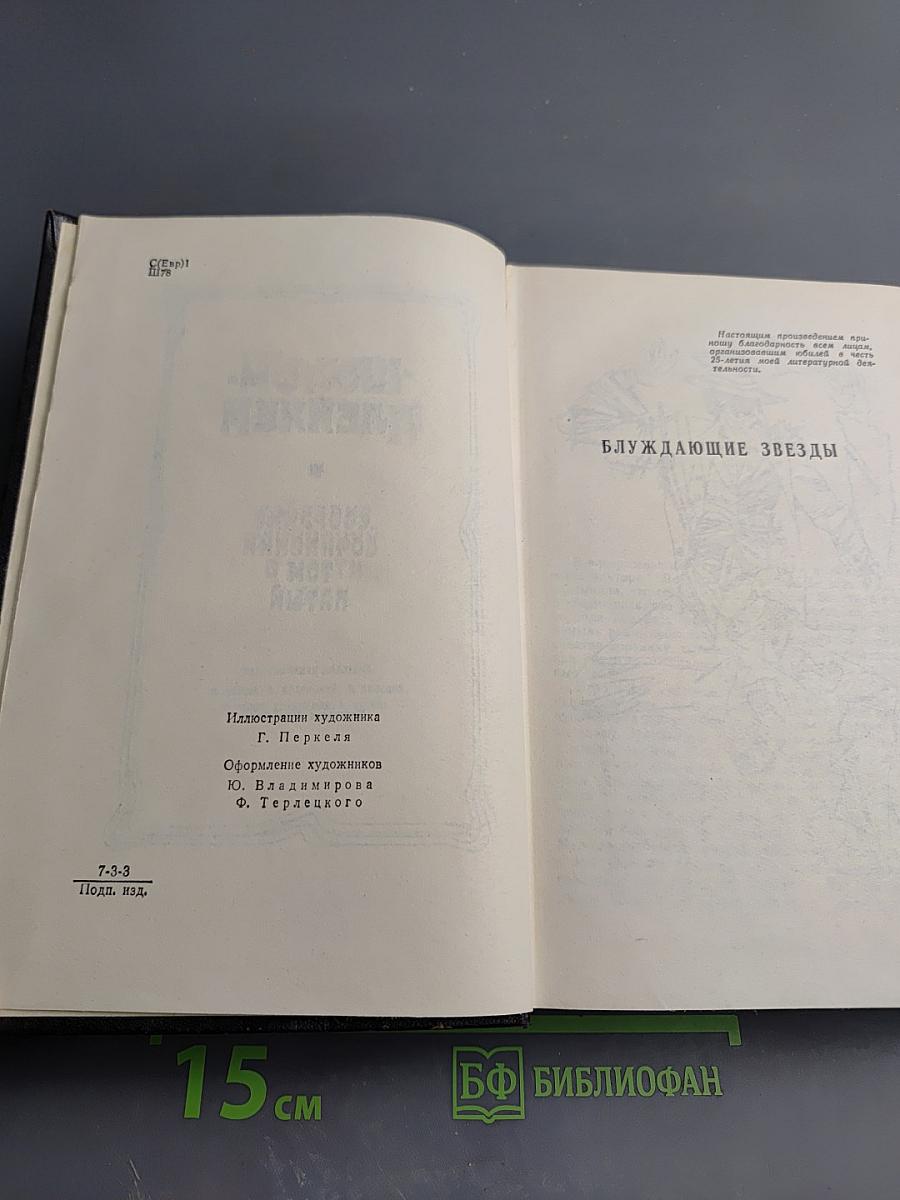 С(Евр)1
Ш78
Иллюстрации художника
Г. Перкеля
Оформление художников
Ю. Владимирова
Ф. Терлецкого
7-3-3
Подп. изд.
Настоящим произведением при-
ношу благодарность всем лицам,
организовавшим юбилей в честь
25-летия моей литературной дея-
тельности.
БЛУЖДАЮЩИЕ ЗВЕЗДЫ
15 см
БФ БИБЛИОФАН